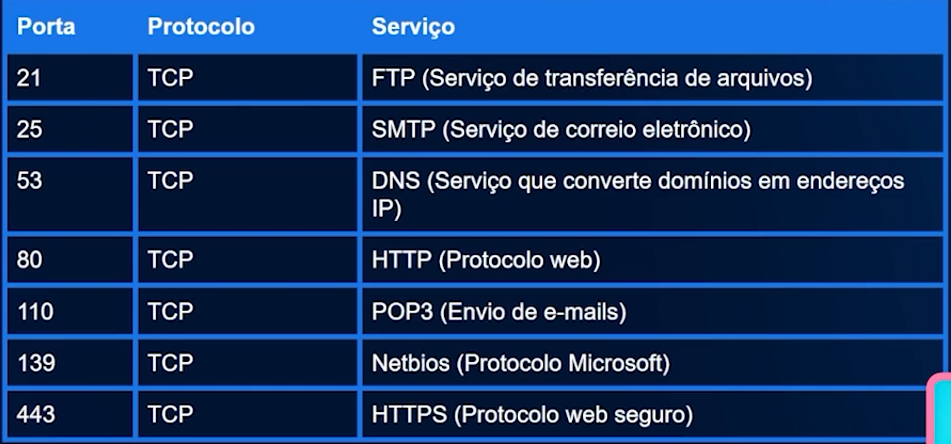 Porta Protocolo Serviço
21 TCP FTP (Serviço de transferência de arquivos)
25 TCP SMTP (Serviço de correio eletrônico)
53 TCP DNS (Serviço que converte domínios em endereços
IP)
80 TCP HTTP (Protocolo web)
110 TCP POP3 (Envio de e-mails)
139 TCP Netbios (Protocolo Microsoft)
443 TCP HTTPS (Protocolo web seguro)